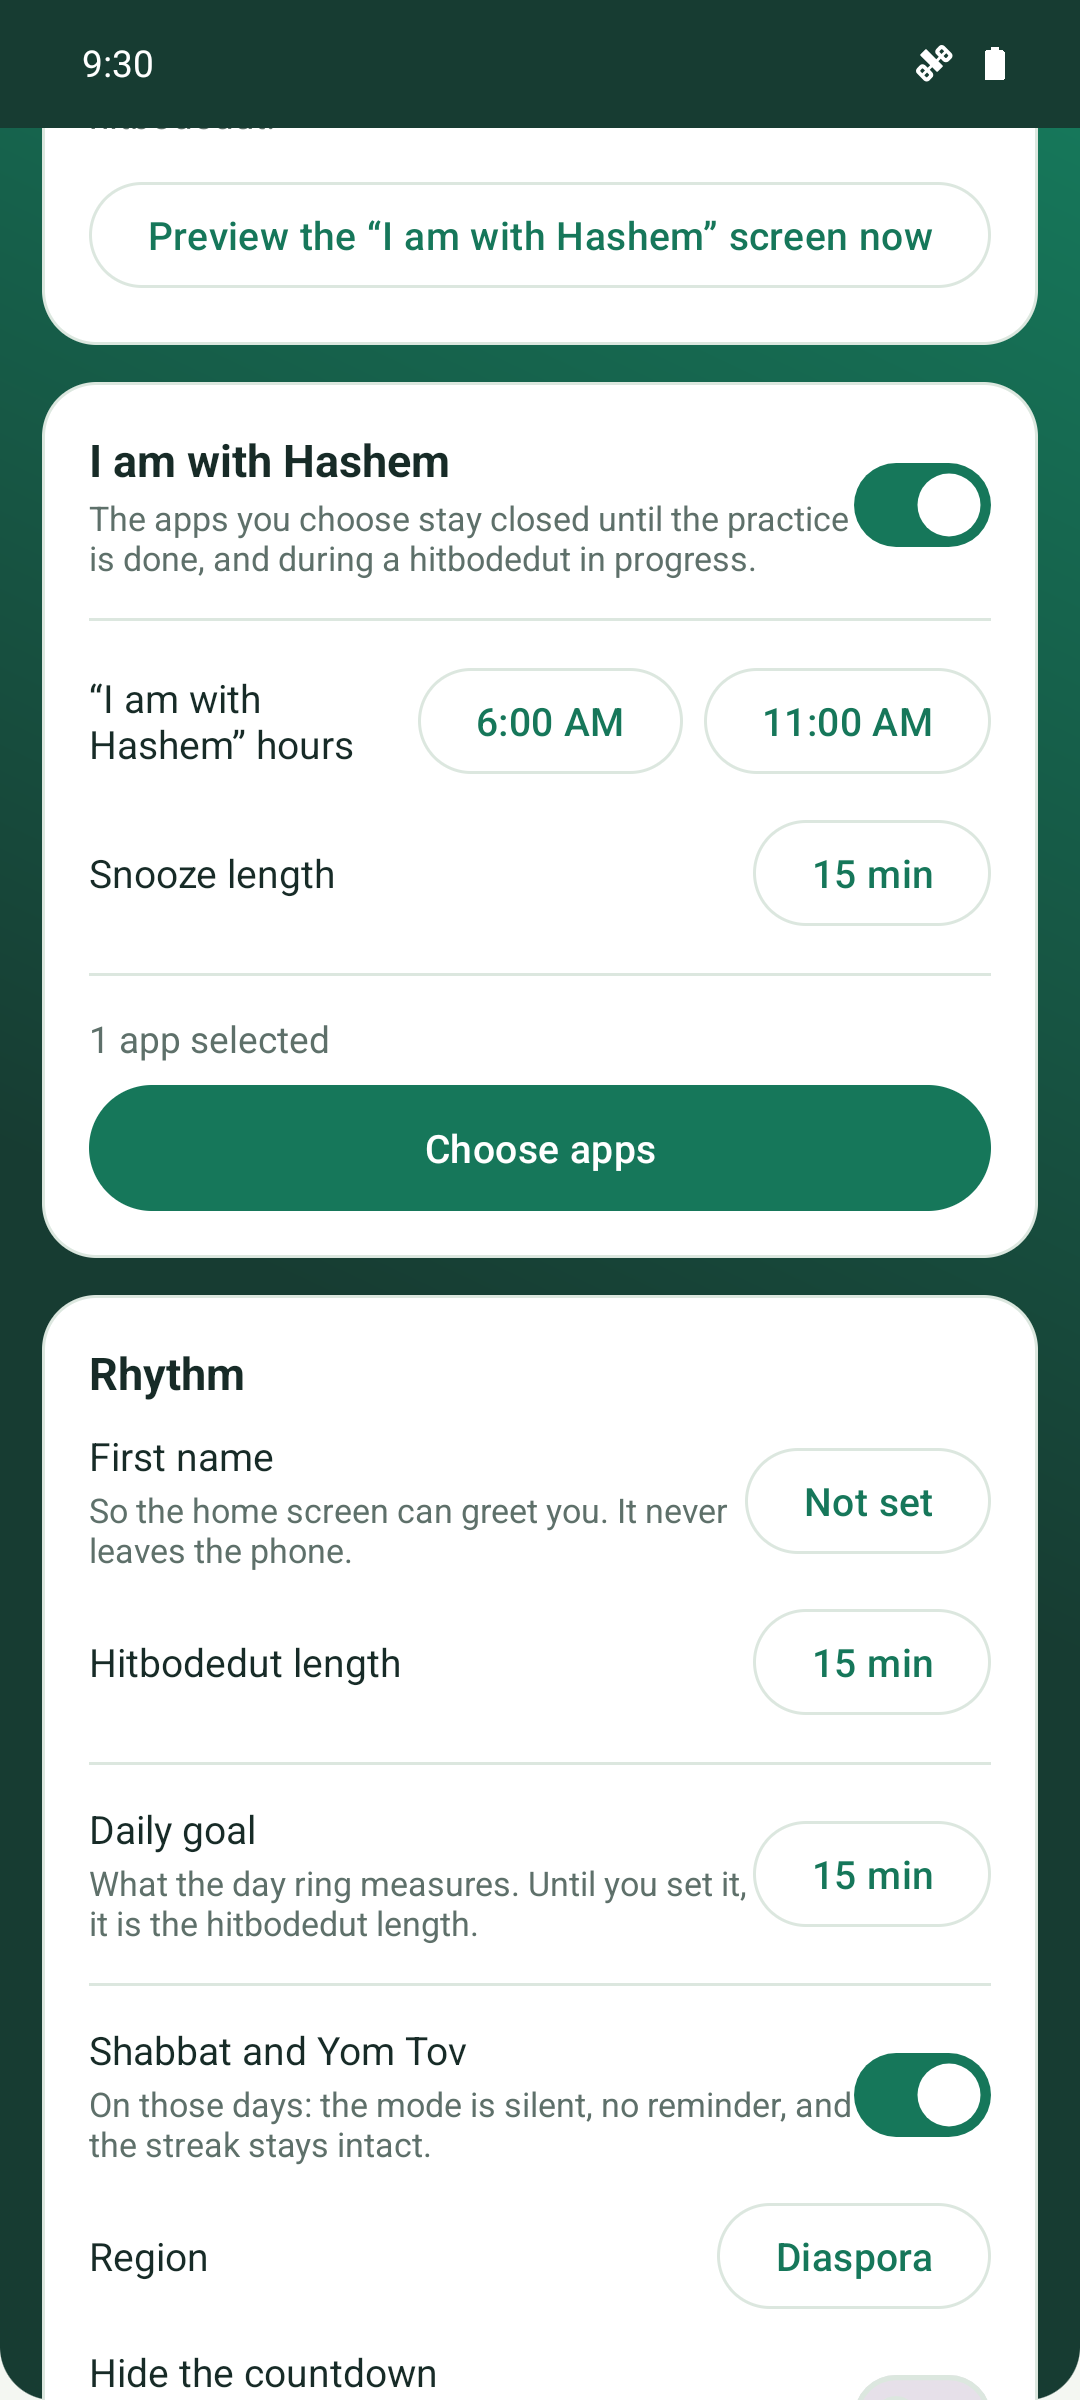 9:30
Preview the “I am with Hashem” screen now
I am with Hashem
The apps you choose stay closed until the practice
is done, and during a hitbodedut in progress.
“I am with
Hashem” hours
6:00 AM
11:00 AM
Snooze length
15 min
1 app selected
Choose apps
Rhythm
First name
So the home screen can greet you. It never
leaves the phone.
Not set
Hitbodedut length
15 min
Daily goal
What the day ring measures. Until you set it,
it is the hitbodedut length.
15 min
Shabbat and Yom Tov
On those days: the mode is silent, no reminder, and
the streak stays intact.
Region
Diaspora
Hide the countdown